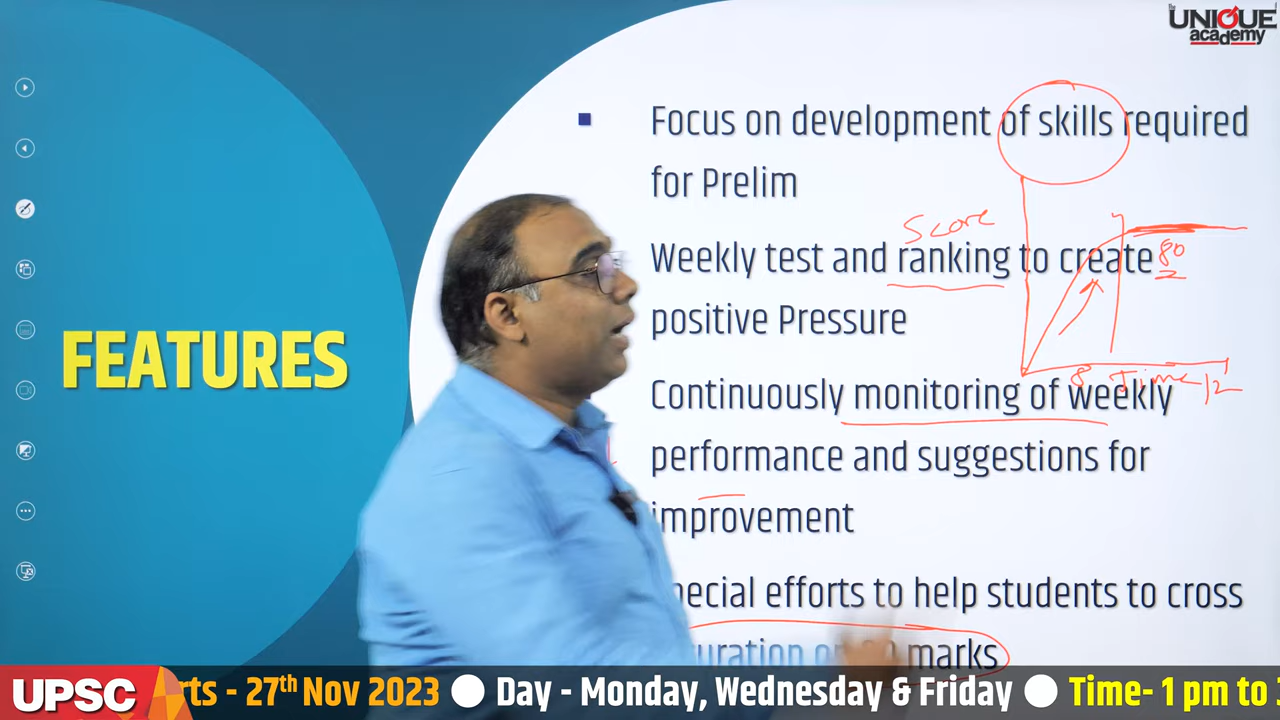 The
UNIQUE
academy
FEATURES
Focus on development of skills required
for Prelim
Score
Weekly test and ranking to create
80
positive Pressure
8 Time 12
Continuously monitoring of weekly
performance and suggestions for
improvement
efforts to help students to cross
marks
UPSC
27th Nov 2023 ● Day - Monday, Wednesday & Friday ● Time- 1 pm to